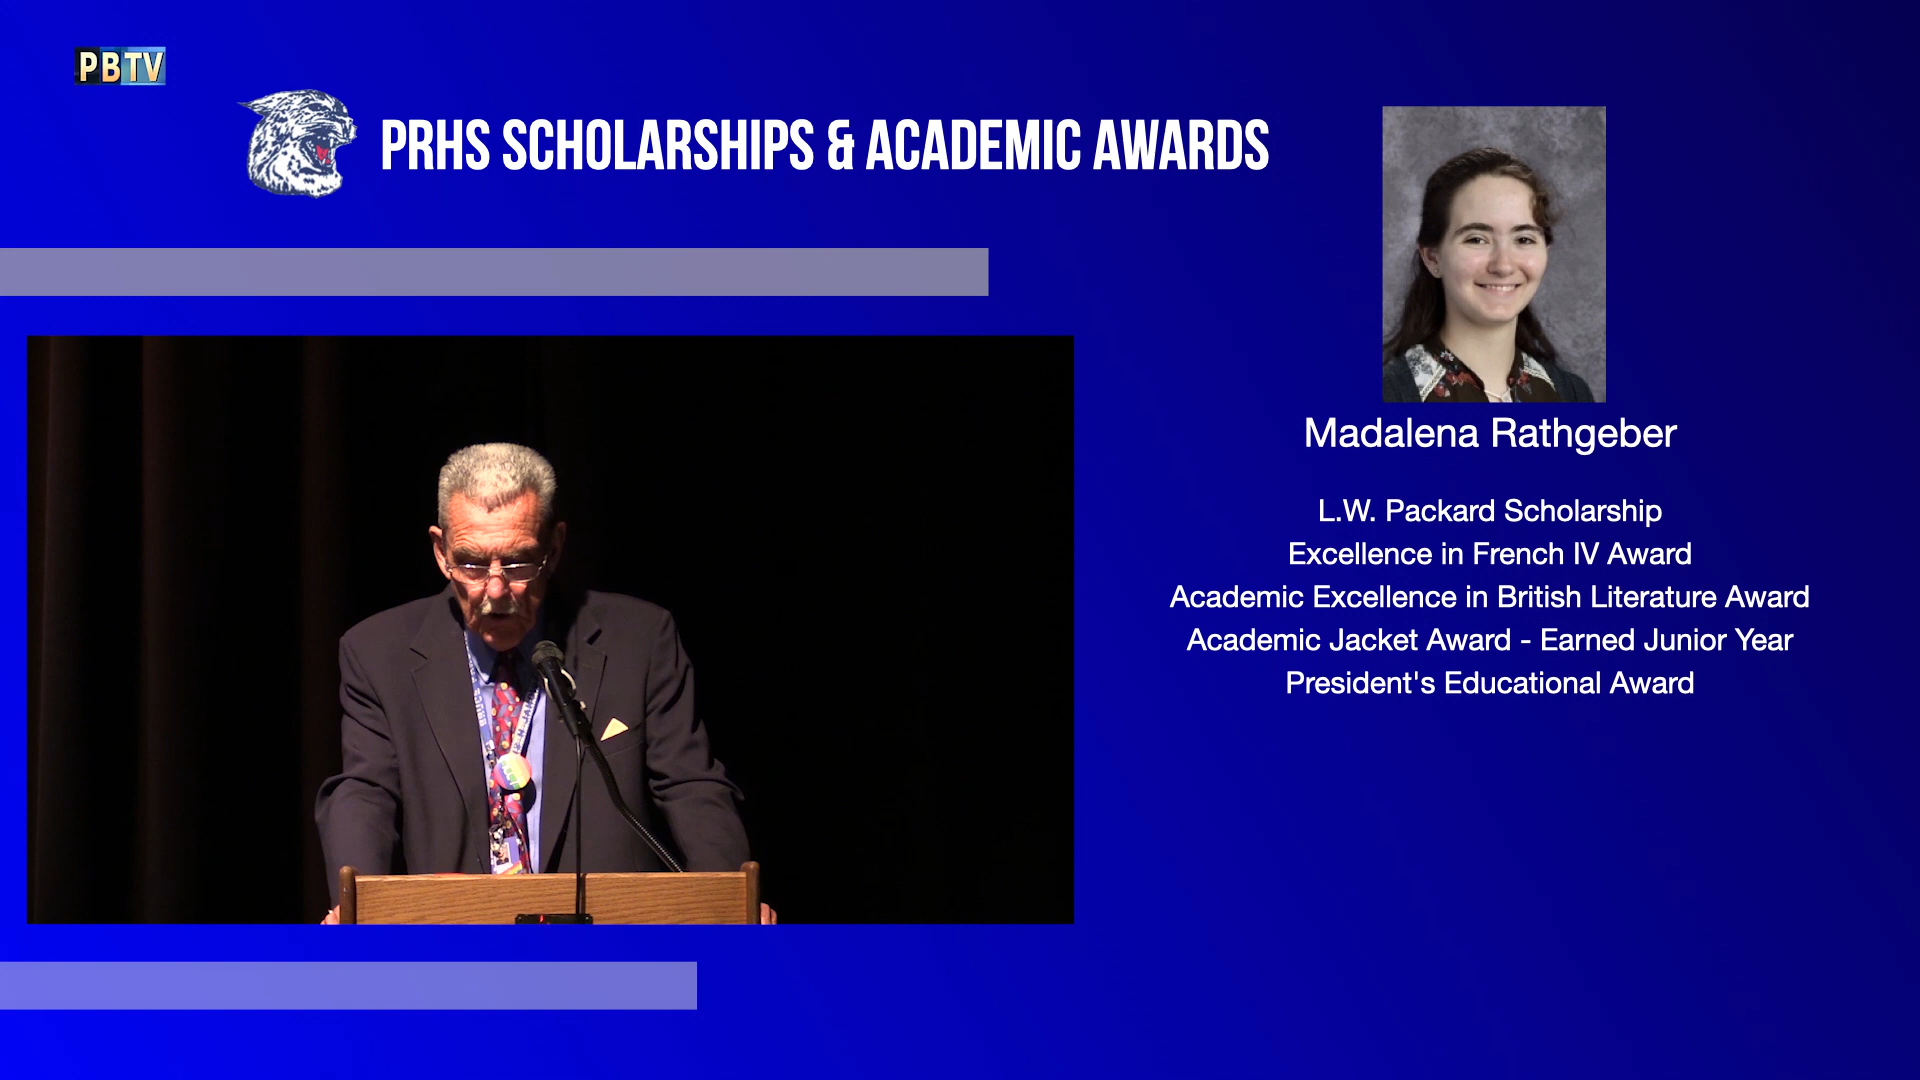 PBTV
PRHS SCHOLARSHIPS & ACADEMIC AWARDS
Madalena Rathgeber
L.W. Packard Scholarship
Excellence in French IV Award
Academic Excellence in British Literature Award
Academic Jacket Award - Earned Junior Year
President's Educational Award